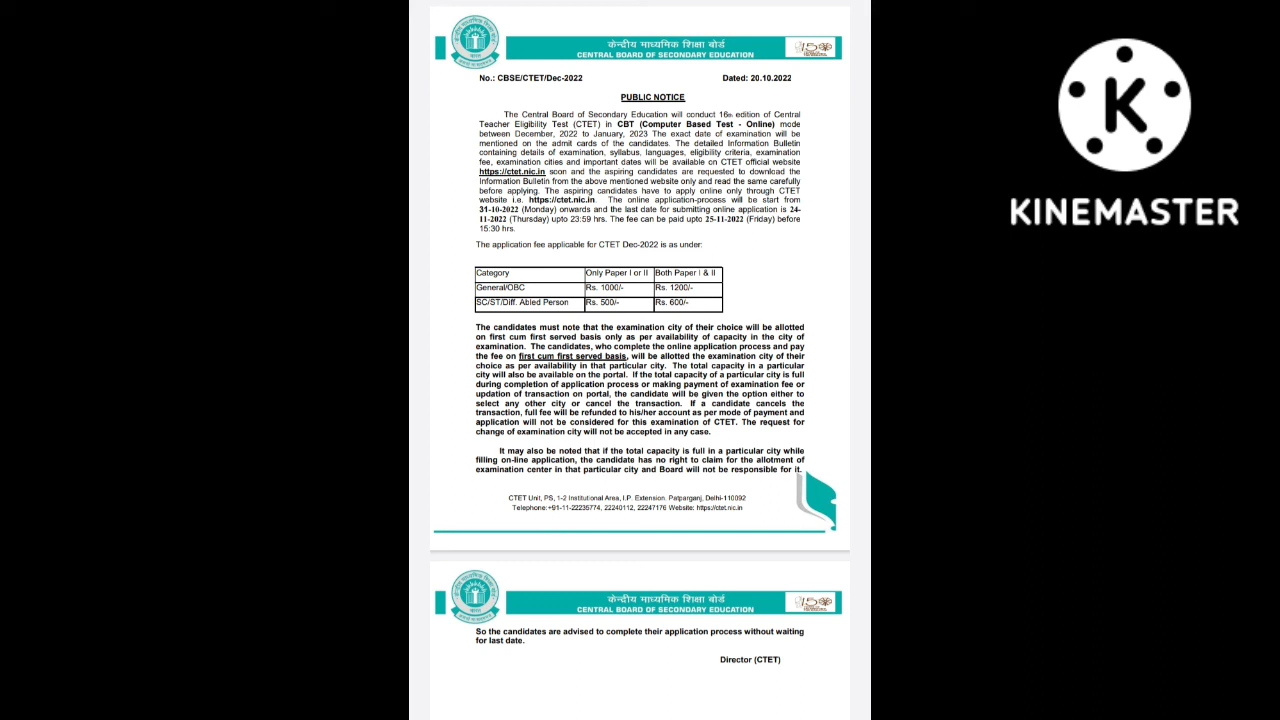 केन्द्रीय माध्यमिक शिक्षा बोर्ड
CENTRAL BOARD OF SECONDARY EDUCATION
No.: CBSE/CTET/Dec-2022 Dated: 20.10.2022
PUBLIC NOTICE
The Central Board of Secondary Education will conduct 16th edition of Central
Teacher Eligibility Test (CTET) in CBT (Computer Based Test - Online) mode
between December, 2022 to January, 2023 The exact date of examination will be
mentioned on the admit cards of the candidates. The detailed Information Bulletin
containing details of examination, syllabus, languages, eligibility criteria, examination
fee, examination cities and important dates will be available on CTET official website
https://ctet.nic.in soon and the aspiring candidates are requested to download the
Information Bulletin from the above mentioned website only and read the same carefully
before applying. The aspiring candidates have to apply online only through CTET
website i.e. https://ctet.nic.in. The online application-process will be start from
31-10-2022 (Monday) onwards and the last date for submitting online application is 24-
11-2022 (Thursday) upto 23:59 hrs. The fee can be paid upto 25-11-2022 (Friday) before
15:30 hrs.
The application fee applicable for CTET Dec-2022 is as under:
Category Only Paper I or II Both Paper I & II
General/OBC Rs. 1000/- Rs. 1200/-
SC/ST/Diff. Abled Person Rs. 500/- Rs. 600/-
The candidates must note that the examination city of their choice will be allotted
on first cum first served basis only as per availability of capacity in the city of
examination. The candidates, who complete the online application process and pay
the fee on first cum first served basis, will be allotted the examination city of their
choice as per availability in that particular city. The total capacity in a particular
city will also be available on the portal. If the total capacity of a particular city is full
during completion of application process or making payment of examination fee or
updation of transaction on portal, the candidate will be given the option either to
select any other city or cancel the transaction. If a candidate cancels the
transaction, full fee will be refunded to his/her account as per mode of payment and
application will not be considered for this examination of CTET. The request for
change of examination city will not be accepted in any case.
It may also be noted that if the total capacity is full in a particular city while
filling on-line application, the candidate has no right to claim for the allotment of
examination center in that particular city and Board will not be responsible for it.
CTET Unit, PS, 1-2 Institutional Area, I.P. Extension. Patparganj, Delhi-110092
Telephone:+91-11-22235774, 22240112, 22247176 Website: https://ctet.nic.in
केन्द्रीय माध्यमिक शिक्षा बोर्ड
CENTRAL BOARD OF SECONDARY EDUCATION
So the candidates are advised to complete their application process without waiting
for last date.
Director (CTET)
K
KINEMASTER